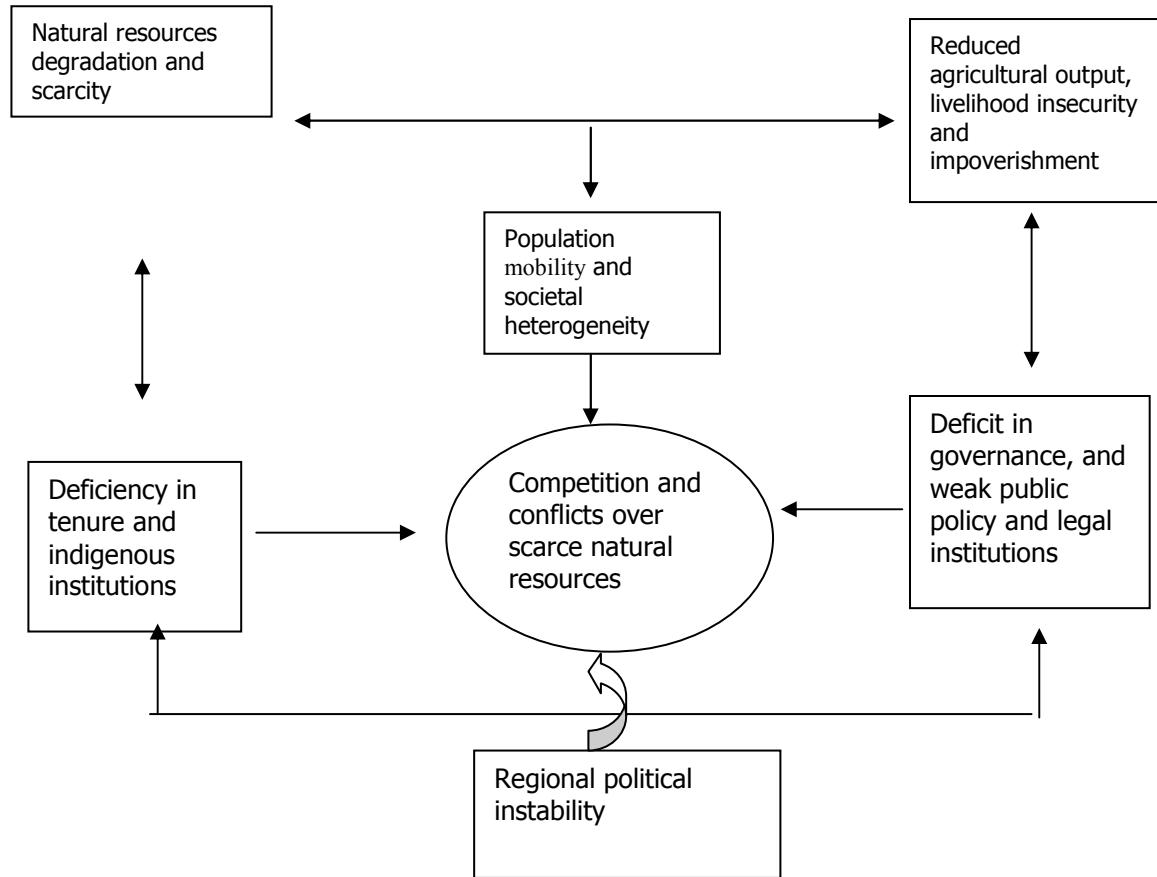 Natural resources
degradation and
scarcity
Reduced
agricultural output,
livelihood insecurity
and
impoverishment
Population
mobility and
societal
heterogeneity
Deficiency in
tenure and
indigenous
institutions
Competition and
conflicts over
scarce natural
resources
Deficit in
governance, and
weak public
policy and legal
institutions
Regional political
instability